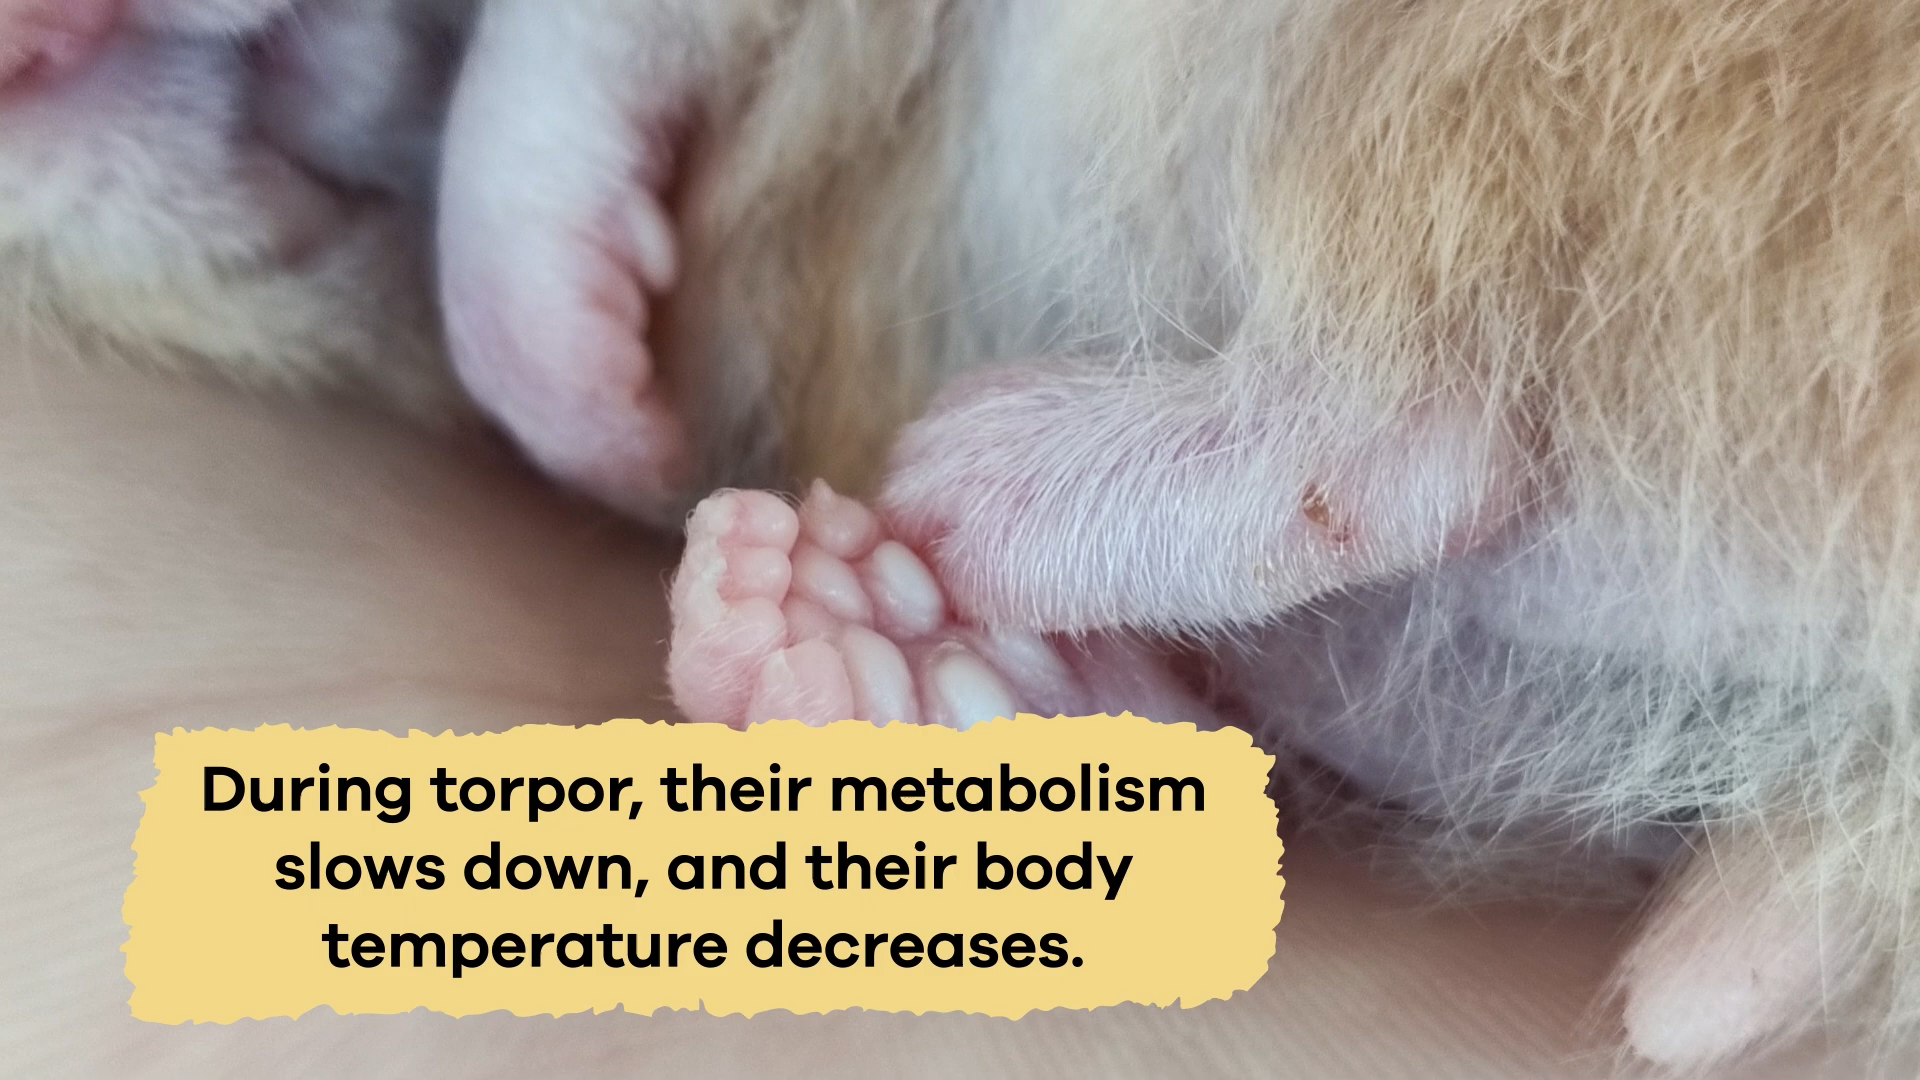 During torpor, their metabolism
slows down, and their body
temperature decreases.